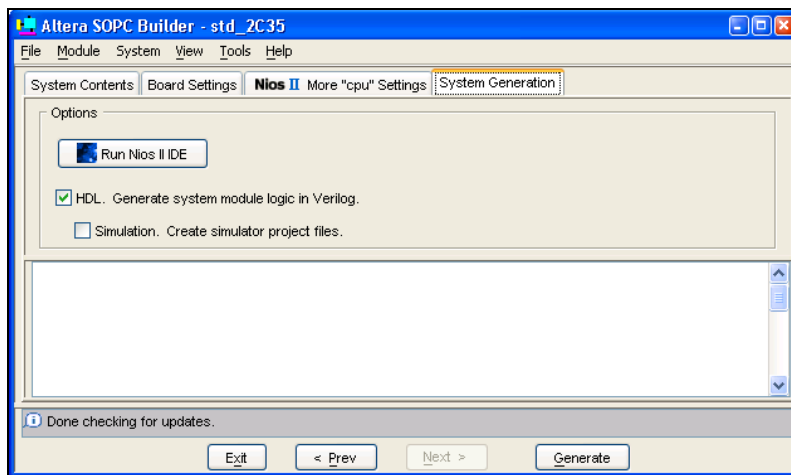 Altera SOPC Builder - std_2C35
File Module System View Tools Help
System Contents Board Settings Nios II More "cpu" Settings System Generation
Options
Run Nios II IDE
HDL. Generate system module logic in Verilog.
Simulation. Create simulator project files.
Done checking for updates.
Exit < Prev Next > Generate